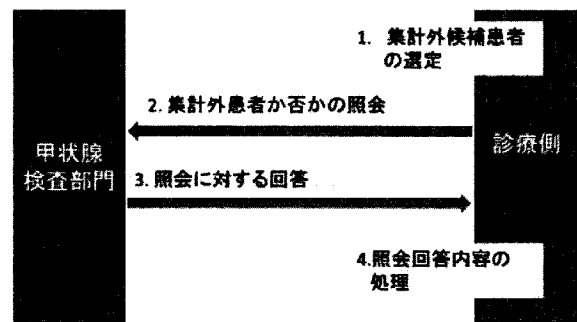 1. 集計外候補患者
の選定
2. 集計外患者か否かの照会
甲状腺
検査部門
診療側
3. 照会に対する回答
4.照会回答内容の
処理